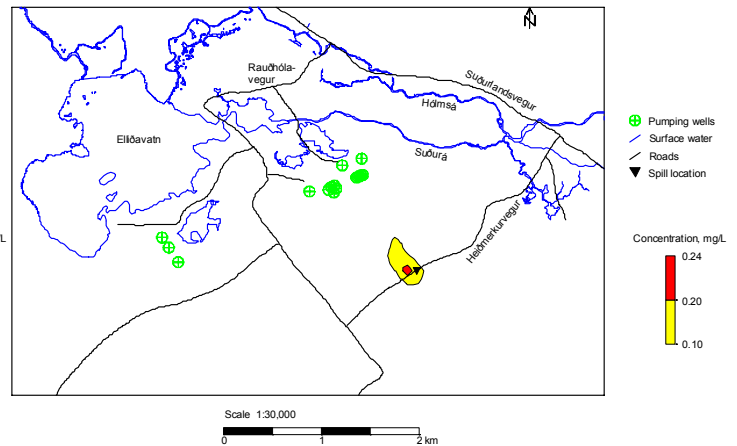 N
Rauðhóla-
vegur
Suðurlandsvegur
Hólmsá
Elliðavatn
Suðurá
Heiðmerkurvegur
Pumping wells
Surface water
Roads
Spill location
/L
Concentration, mg/L
0.24
0.20
0.10
Scale 1:30,000
0 1 2 km